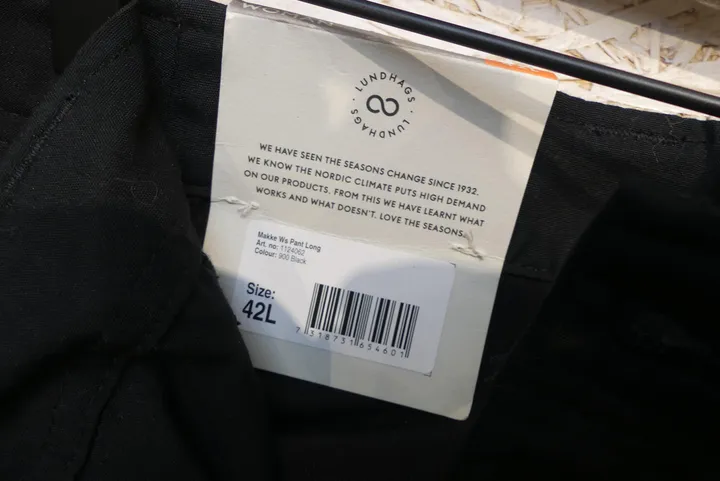 WOMAN
LUNDHAGS · LUNDHAGS ·
WE HAVE SEEN THE SEASONS CHANGE SINCE 1932.
WE KNOW THE NORDIC CLIMATE PUTS HIGH DEMAND
ON OUR PRODUCTS. FROM THIS WE HAVE LEARNT WHAT
WORKS AND WHAT DOESN'T. LOVE THE SEASONS.
Makke Ws Pant Long
Art. no: 1124062
Colour: 900 Black
Size:
42L
7 318731 654601